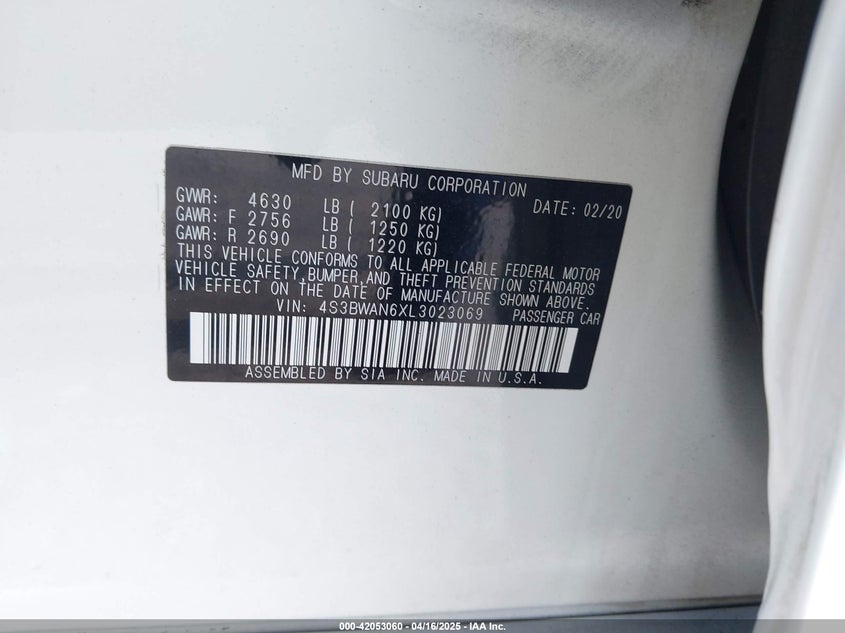 MFD BY SUBARU CORPORATION
GVWR: 4630 LB ( 2100 KG) DATE: 02/20
GAWR: F 2756 LB ( 1250 KG)
GAWR: R 2690 LB ( 1220 KG)
THIS VEHICLE CONFORMS TO ALL APPLICABLE FEDERAL MOTOR
VEHICLE SAFETY,BUMPER,AND THEFT PREVENTION STANDARDS
IN EFFECT ON THE DATE OF MANUFACTURE SHOWN ABOVE.
VIN: 4S3BWAN6XL3023069 PASSENGER CAR
ASSEMBLED BY SIA INC. MADE IN U.S.A.
000-42053060 - 04/16/2025 - IAA Inc.